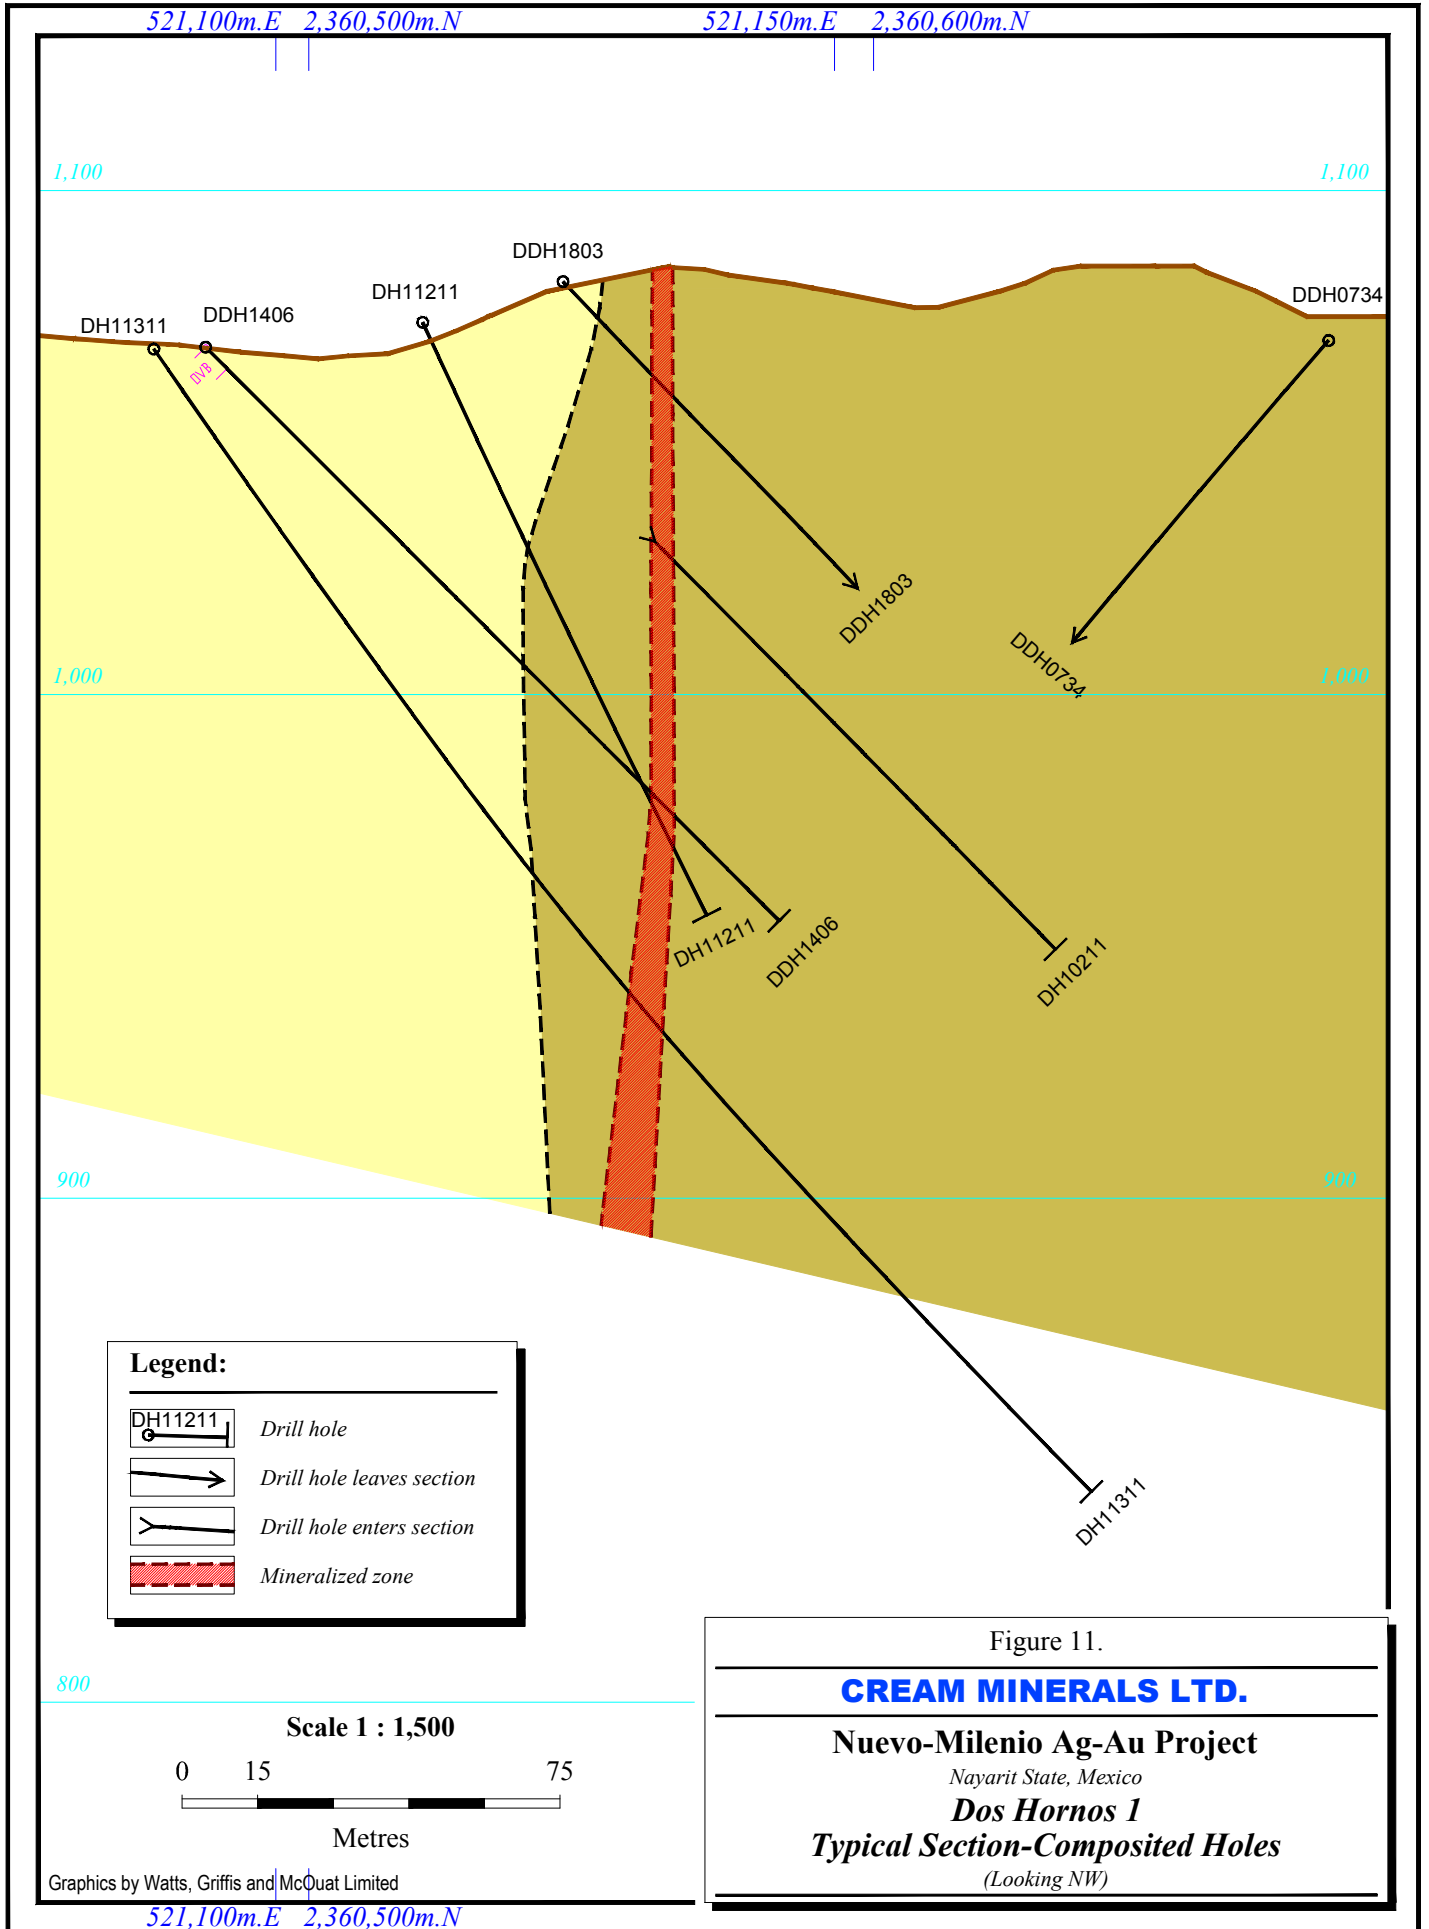 521,100m.E 2,360,500m.N 521,150m.E 2,360,600m.N
1,100 1,100
DDH1803
DH11211
DDH0734
DH11311
DDH1406
DVB
DDH1803
DDH0734
1,000 1,000
DH11211
DDH1406
DH10211
900 900
Legend:
DH11211
Drill hole
Drill hole leaves section
Drill hole enters section
Mineralized zone
DH11311
Figure 11.
CREAM MINERALS LTD.
Nuevo-Milenio Ag-Au Project
Nayarit State, Mexico
Dos Hornos 1
Typical Section-Composited Holes
(Looking NW)
800
Scale 1 : 1,500
0 15 75
Metres
Graphics by Watts, Griffis and McOuat Limited
521,100m.E 2,360,500m.N